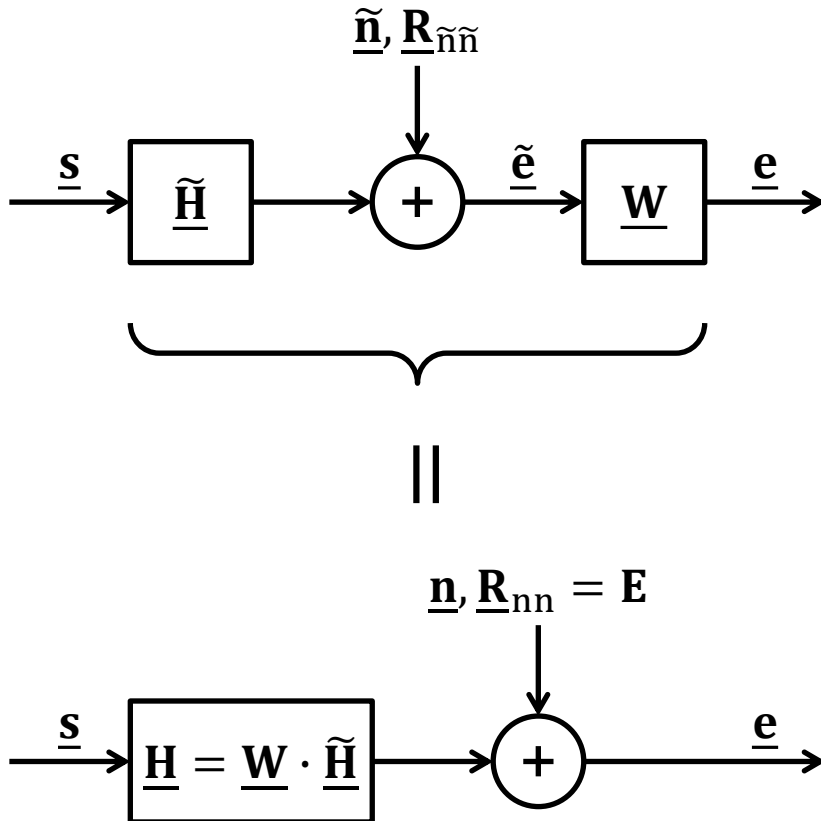 ñ, R_ññ
s H̃ + ẽ W e
||
n, R_nn = E
s H = W · H̃ + e